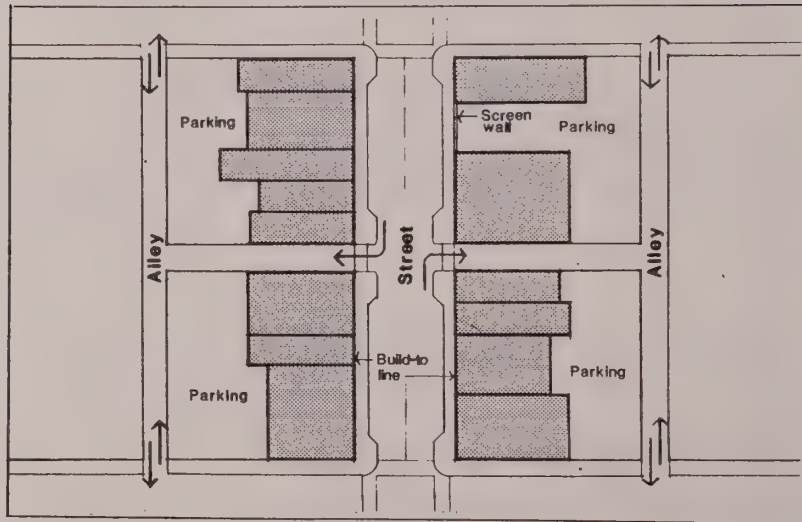 Parking
Screen
wall
Parking
Alley
Street
Alley
Build-to
line
Parking
Parking